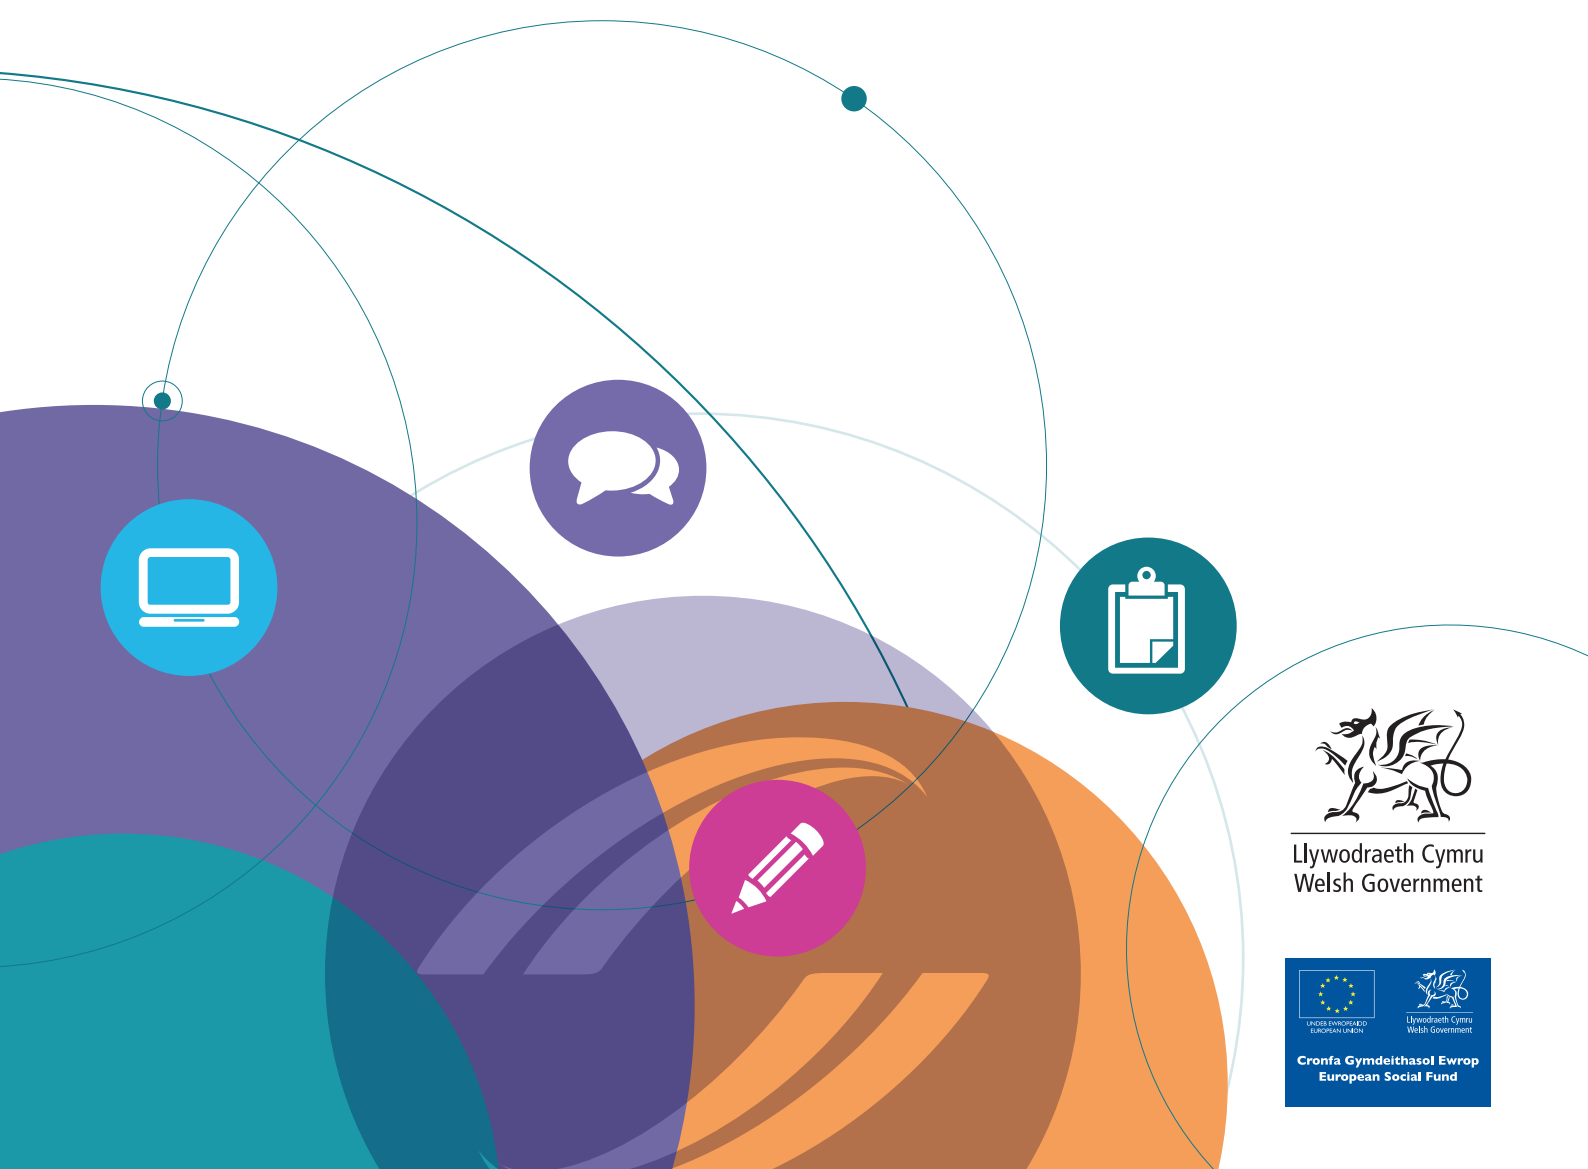 Llywodraeth Cymru
Welsh Government
UNDEB EWROPEAIDD
EUROPEAN UNION
Llywodraeth Cymru
Welsh Government
Cronfa Gymdeithasol Ewrop
European Social Fund